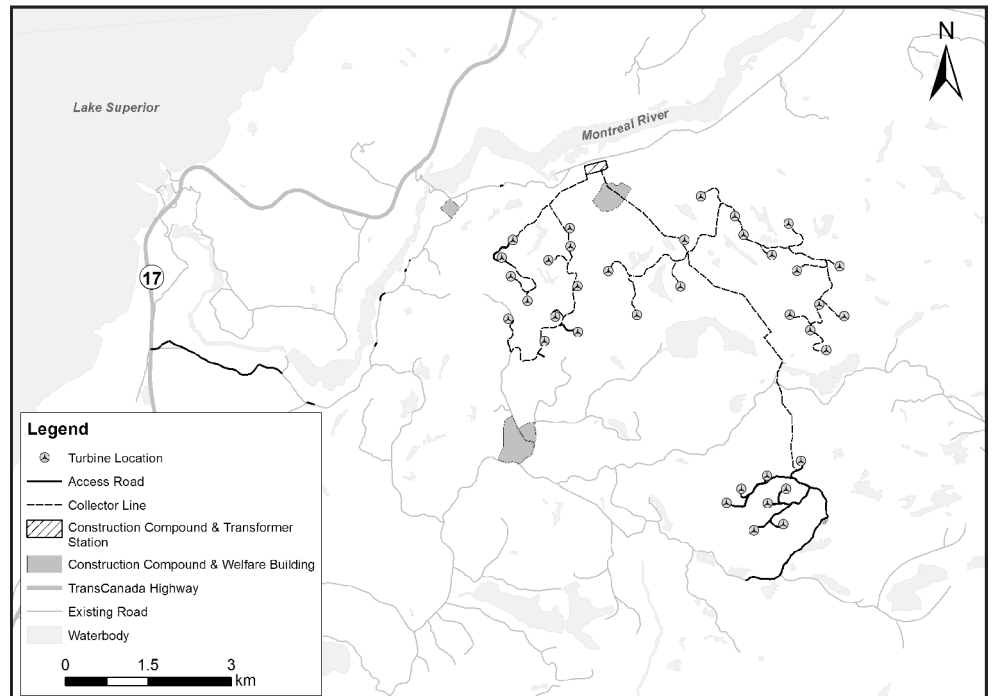 N
Lake Superior
Montreal River
17
Legend
Turbine Location
Access Road
Collector Line
Construction Compound & Transformer
Station
Construction Compound & Welfare Building
TransCanada Highway
Existing Road
Waterbody
0 1.5 3
km